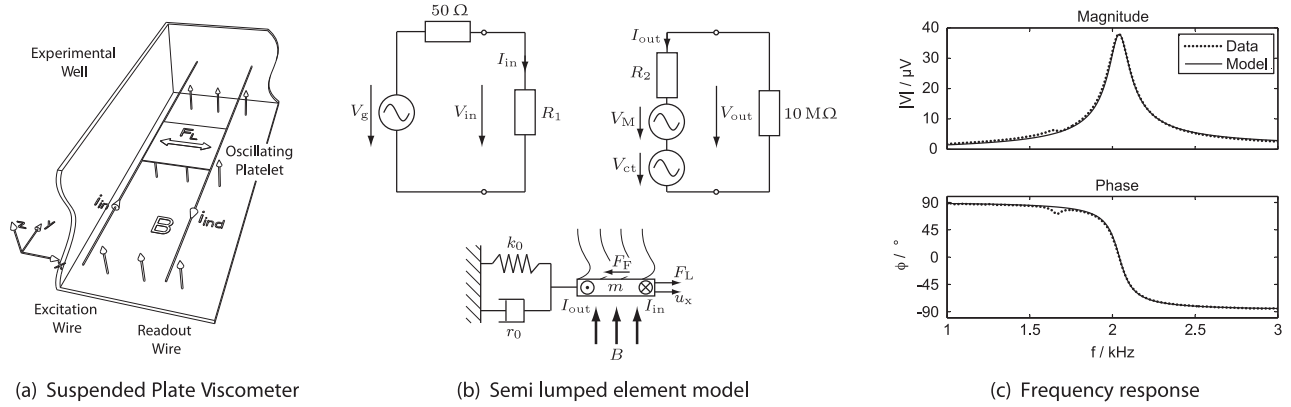 Experimental
Well
F_L
Oscillating
Platelet
i_in
B
i_ind
z
y
x
Excitation
Wire
Readout
Wire
(a) Suspended Plate Viscometer
50 Ω
I_in
V_g
V_in
R_1
I_out
R_2
V_M
V_ct
V_out
10 MΩ
k_0
F_F
F_L
m
u_x
I_out
I_in
r_0
B
(b) Semi lumped element model
Magnitude
|V| / µV
40
30
20
10
0
Data
Model
Phase
ϕ / °
90
45
0
-45
-90
1
1.5
2
2.5
3
f / kHz
(c) Frequency response